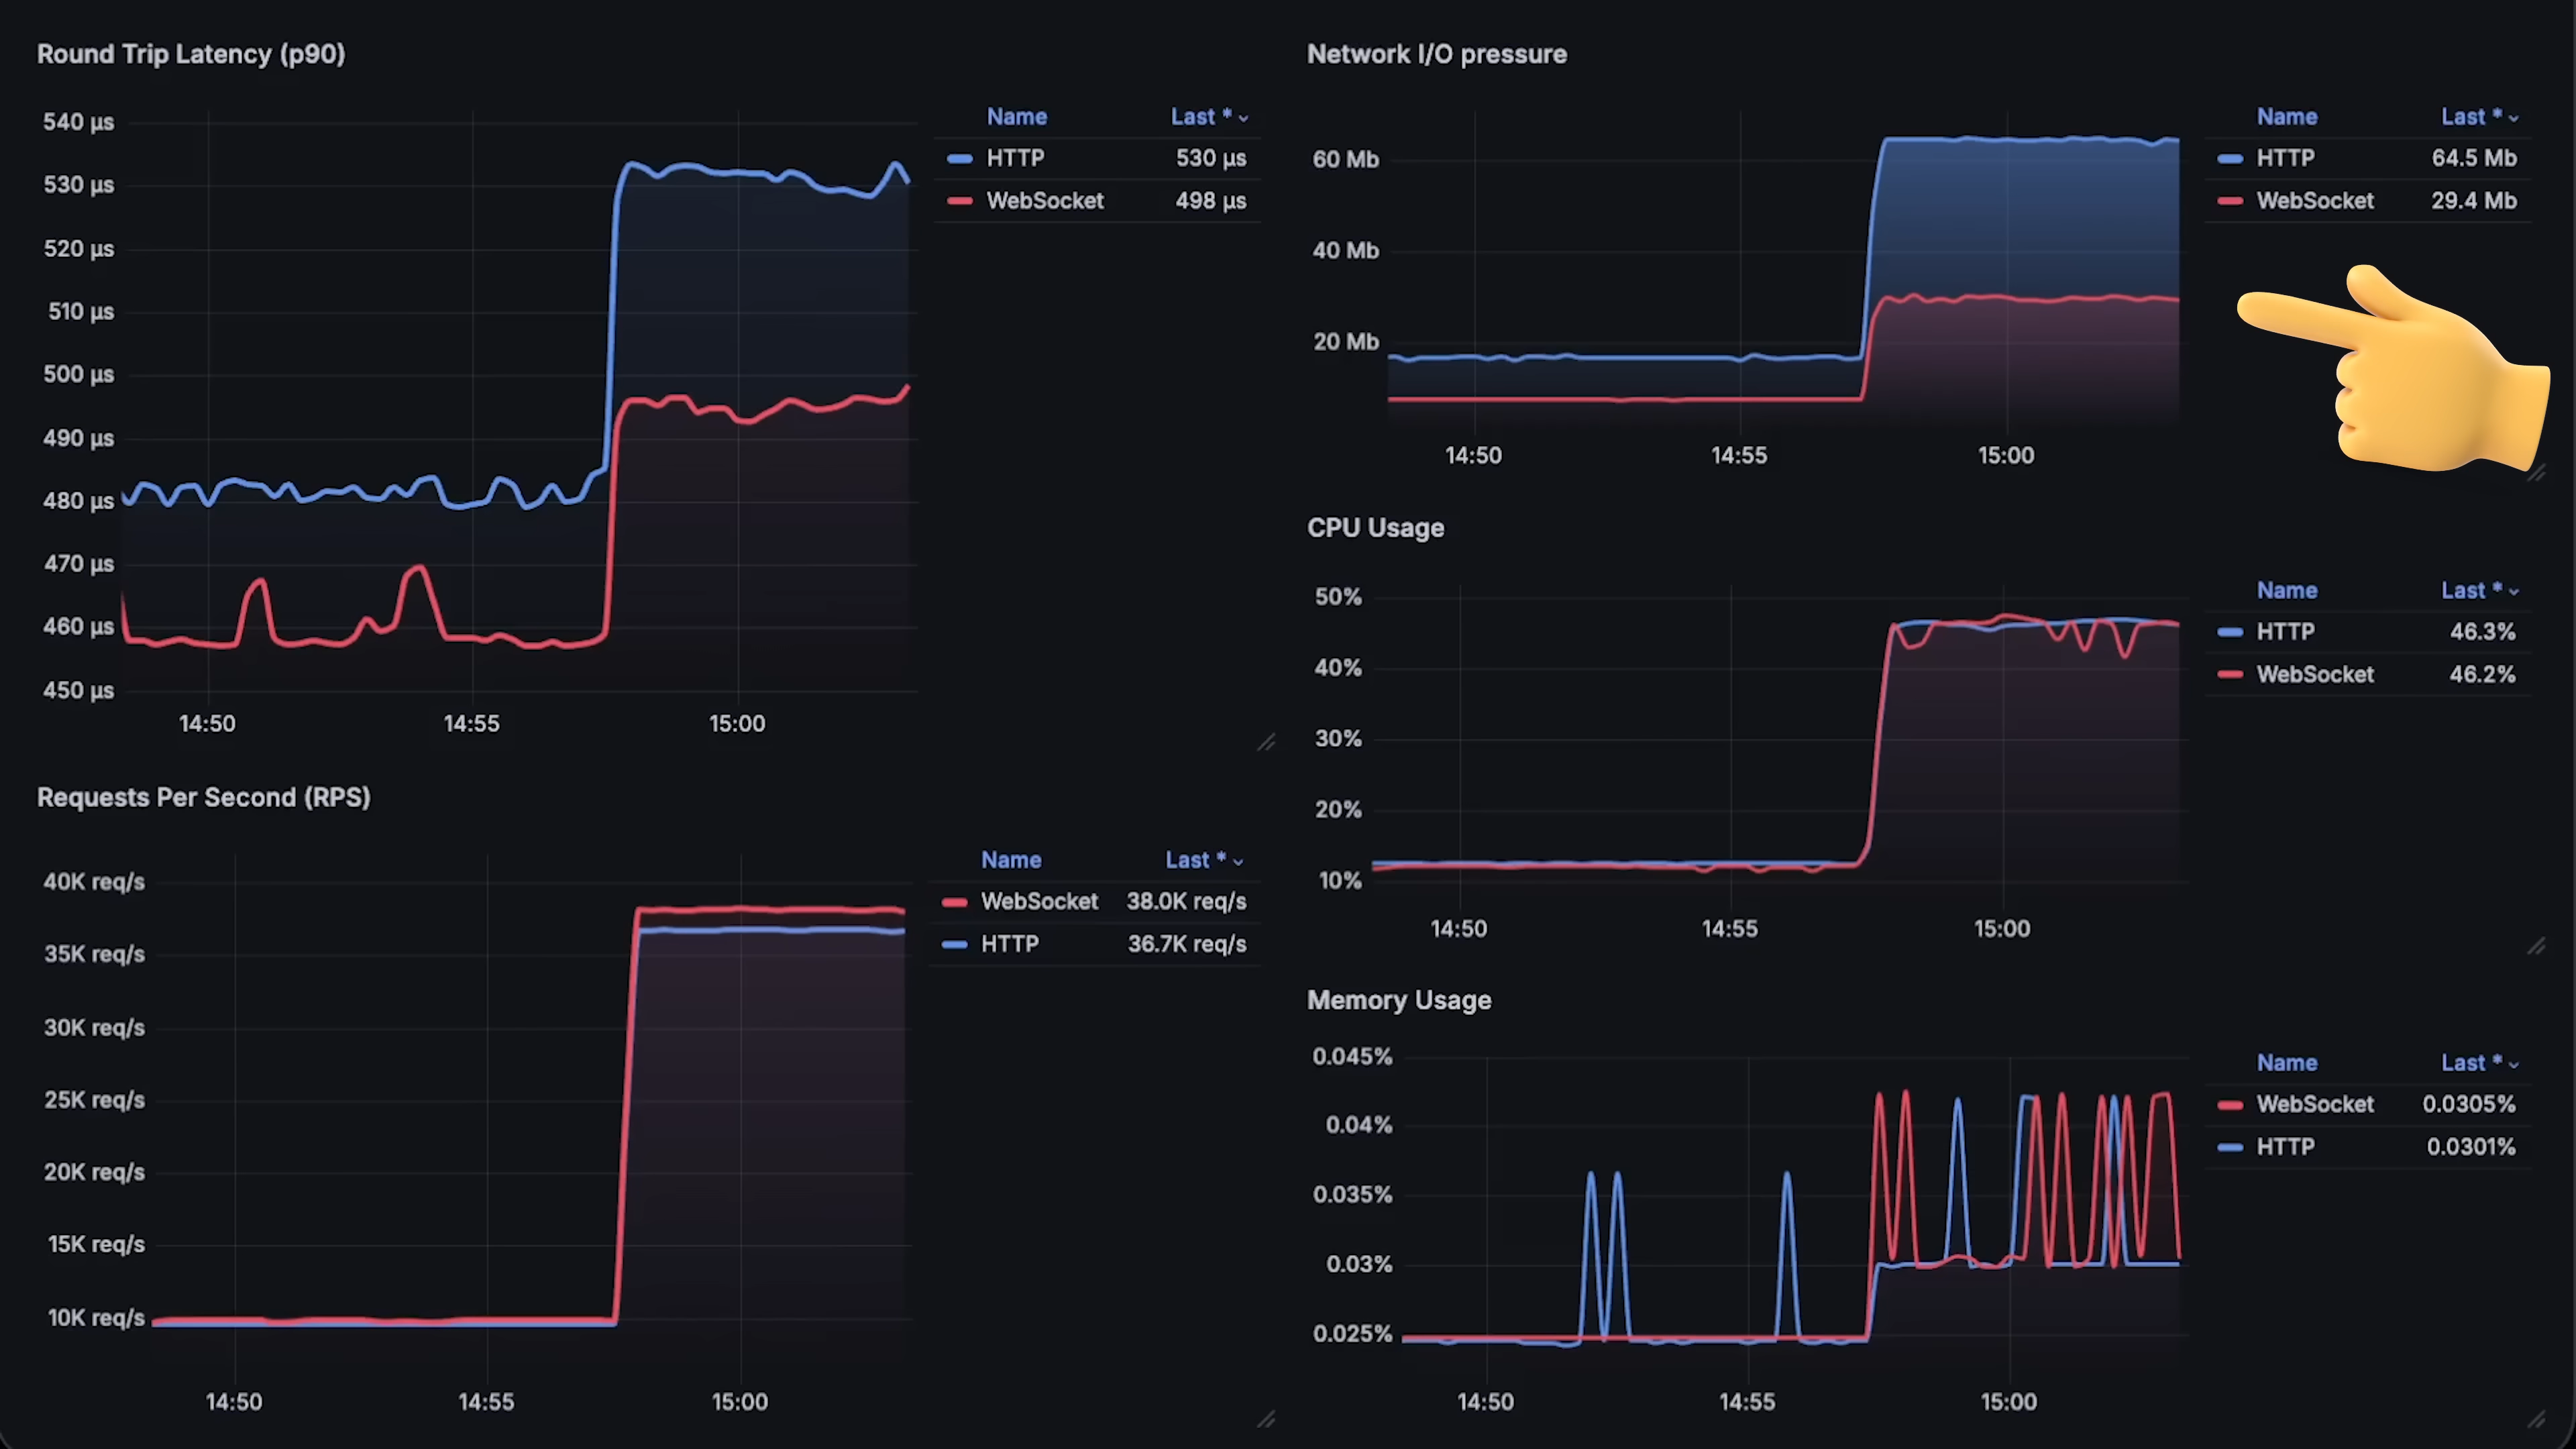 Round Trip Latency (p90)
540 µs
530 µs
520 µs
510 µs
500 µs
490 µs
480 µs
470 µs
460 µs
450 µs
14:50 14:55 15:00
Name Last *
HTTP 530 µs
WebSocket 498 µs
Requests Per Second (RPS)
40K req/s
35K req/s
30K req/s
25K req/s
20K req/s
15K req/s
10K req/s
14:50 14:55 15:00
Name Last *
WebSocket 38.0K req/s
HTTP 36.7K req/s
Network I/O pressure
60 Mb
40 Mb
20 Mb
14:50 14:55 15:00
Name Last *
HTTP 64.5 Mb
WebSocket 29.4 Mb
CPU Usage
50%
40%
30%
20%
10%
14:50 14:55 15:00
Name Last *
HTTP 46.3%
WebSocket 46.2%
Memory Usage
0.045%
0.04%
0.035%
0.03%
0.025%
14:50 14:55 15:00
Name Last *
WebSocket 0.0305%
HTTP 0.0301%